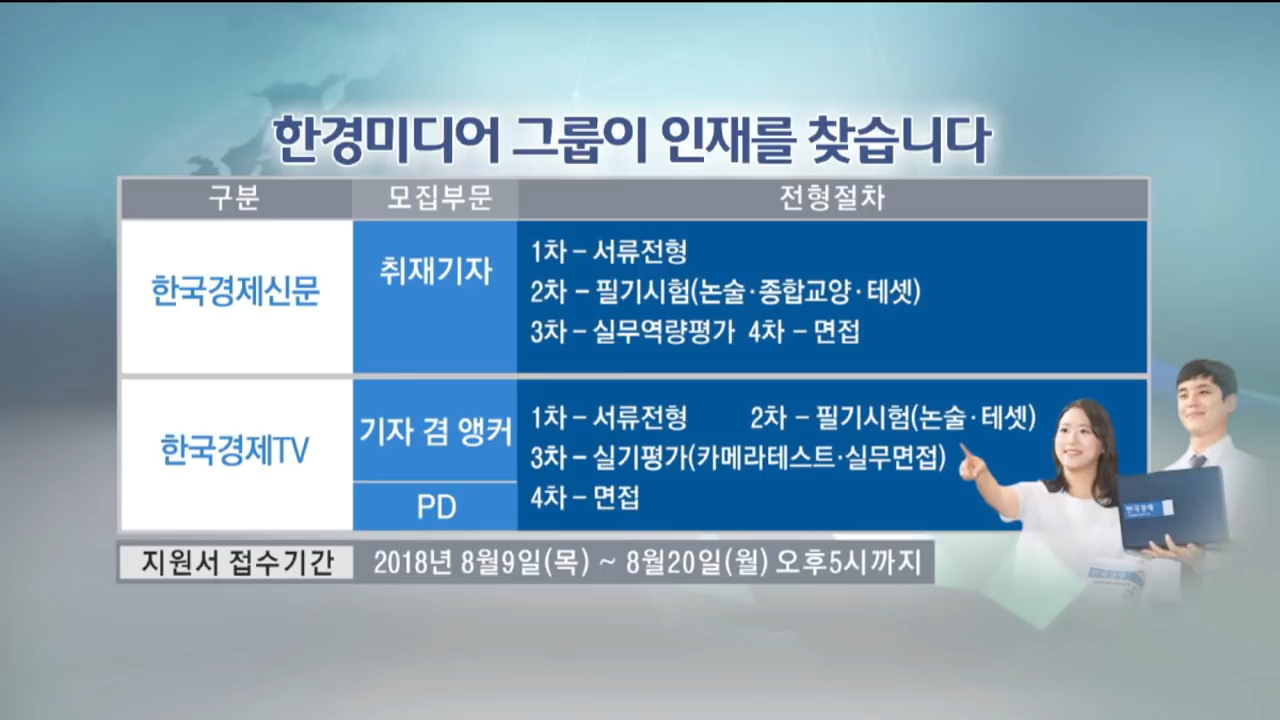 한경미디어 그룹이 인재를 찾습니다
구분 모집부문 전형절차
한국경제신문
취재기자
1차 – 서류전형
2차 – 필기시험(논술·종합교양·테셋)
3차 – 실무역량평가 4차 – 면접
한국경제TV
기자 겸 앵커
PD
1차 – 서류전형 2차 – 필기시험(논술·테셋)
3차 – 실기평가(카메라테스트·실무면접)
4차 – 면접
한국경제
지원서 접수기간 2018년 8월9일(목) ~ 8월20일(월) 오후5시까지